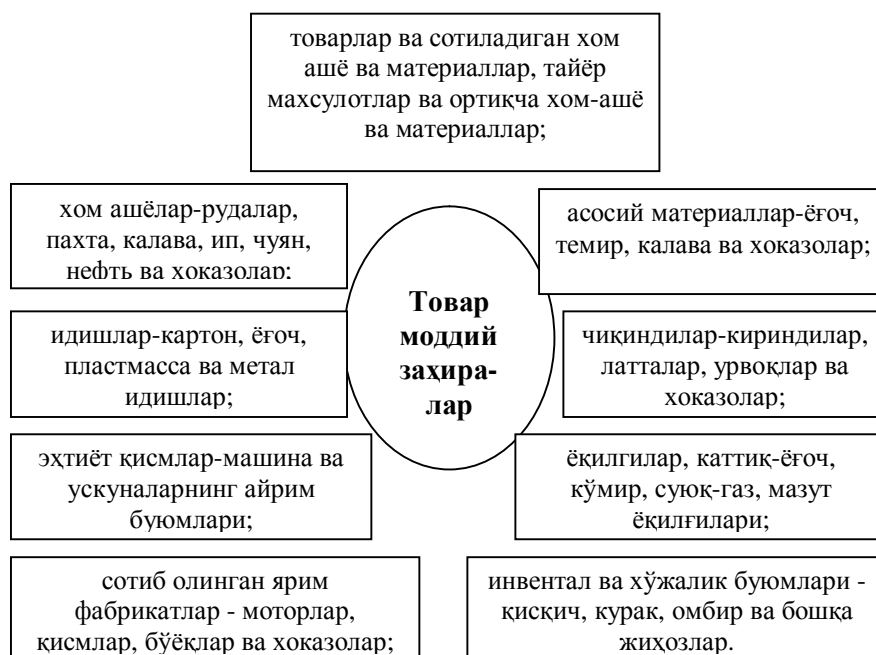 товарлар ва сотиладиган хом
ашё ва материаллар, тайёр
махсулотлар ва ортиқча хом-ашё
ва материаллар;
хом ашёлар-рудалар,
пахта, калава, ип, чуян,
нефть ва хоказолар;
асосий материаллар-ёғоч,
темир, калава ва хоказолар;
Товар
моддий
заҳира-
лар
идишлар-картон, ёғоч,
пластмасса ва метал
идишлар;
чиқиндилар-кириндилар,
латталар, урвоқлар ва
хоказолар;
эҳтиёт қисмлар-машина ва
ускуналарнинг айрим
буюмлари;
ёқилгилар, каттиқ-ёғоч,
кўмир, суюқ-газ, мазут
ёқилғилари;
сотиб олинган ярим
фабрикатлар - моторлар,
қисмлар, бўёқлар ва хоказолар;
инвентал ва хўжалик буюмлари -
қисқич, курак, омбир ва бошқа
жиҳозлар.